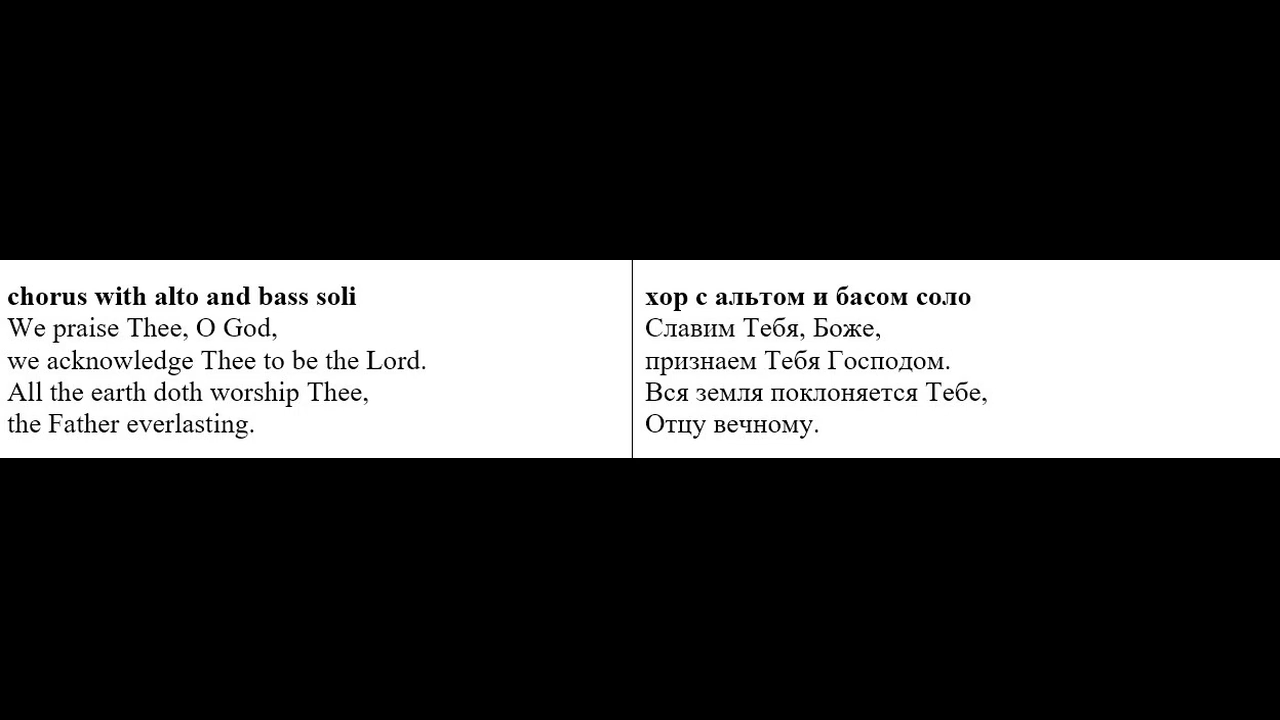 chorus with alto and bass soli
We praise Thee, O God,
we acknowledge Thee to be the Lord.
All the earth doth worship Thee,
the Father everlasting.
хор с альтом и басом соло
Славим Тебя, Боже,
признаем Тебя Господом.
Вся земля поклоняется Тебе,
Отцу вечному.